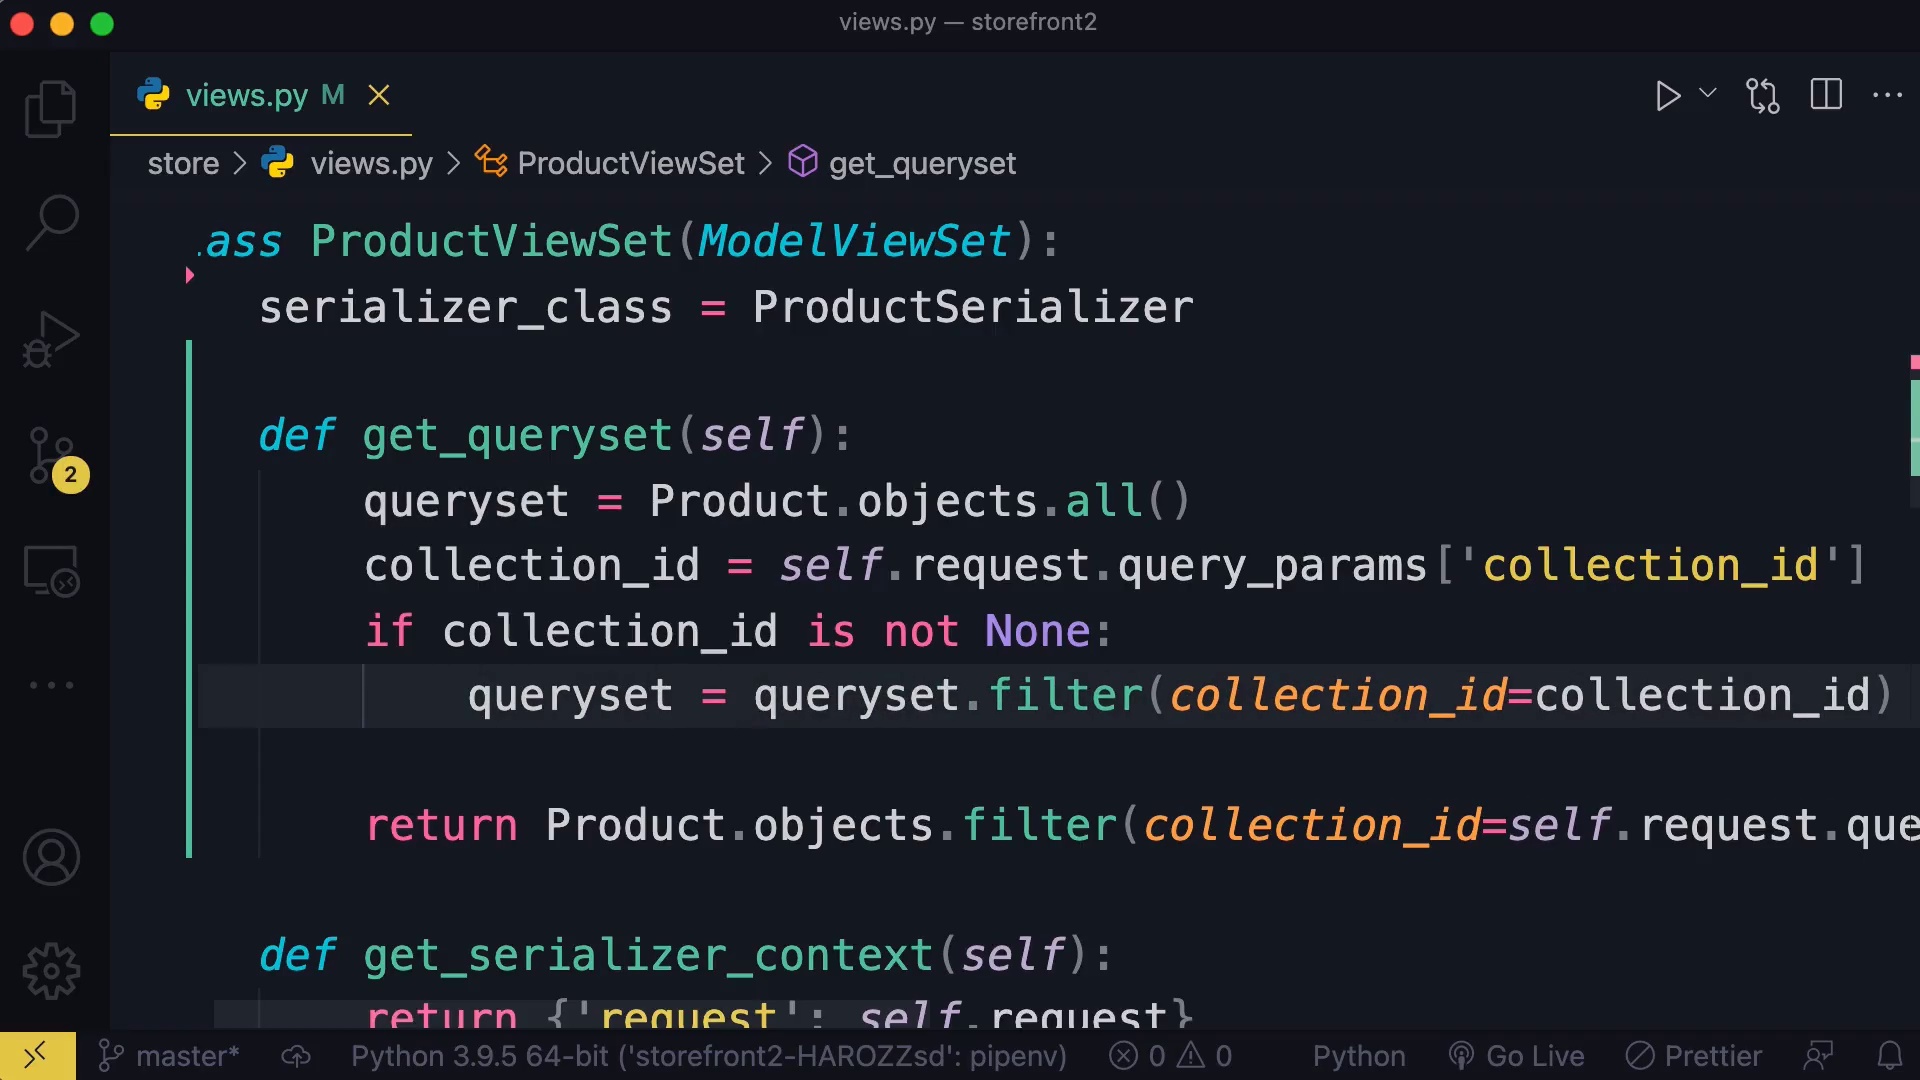 views.py — storefront2
views.py M
store > views.py > ProductViewSet > get_queryset
ass ProductViewSet(ModelViewSet):
serializer_class = ProductSerializer
def get_queryset(self):
queryset = Product.objects.all()
collection_id = self.request.query_params['collection_id']
if collection_id is not None:
queryset = queryset.filter(collection_id=collection_id)
return Product.objects.filter(collection_id=self.request.que
def get_serializer_context(self):
return {'request': self.request}
2
master* Python 3.9.5 64-bit ('storefront2-HAROZZsd': pipenv) 0 0 Python Go Live Prettier